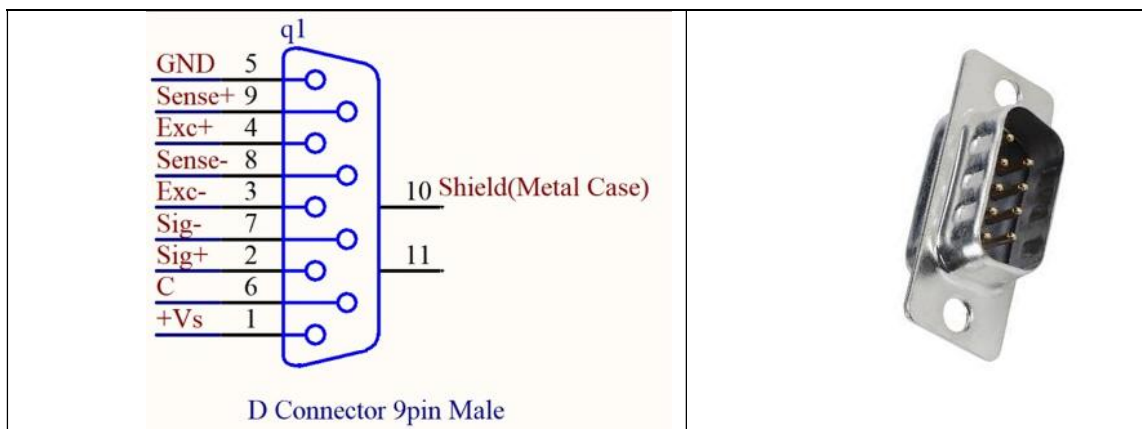 q1
GND 5
Sense+ 9
Exc+ 4
Sense- 8
Exc- 3
10 Shield(Metal Case)
Sig- 7
Sig+ 2
11
C 6
+Vs 1
D Connector 9pin Male